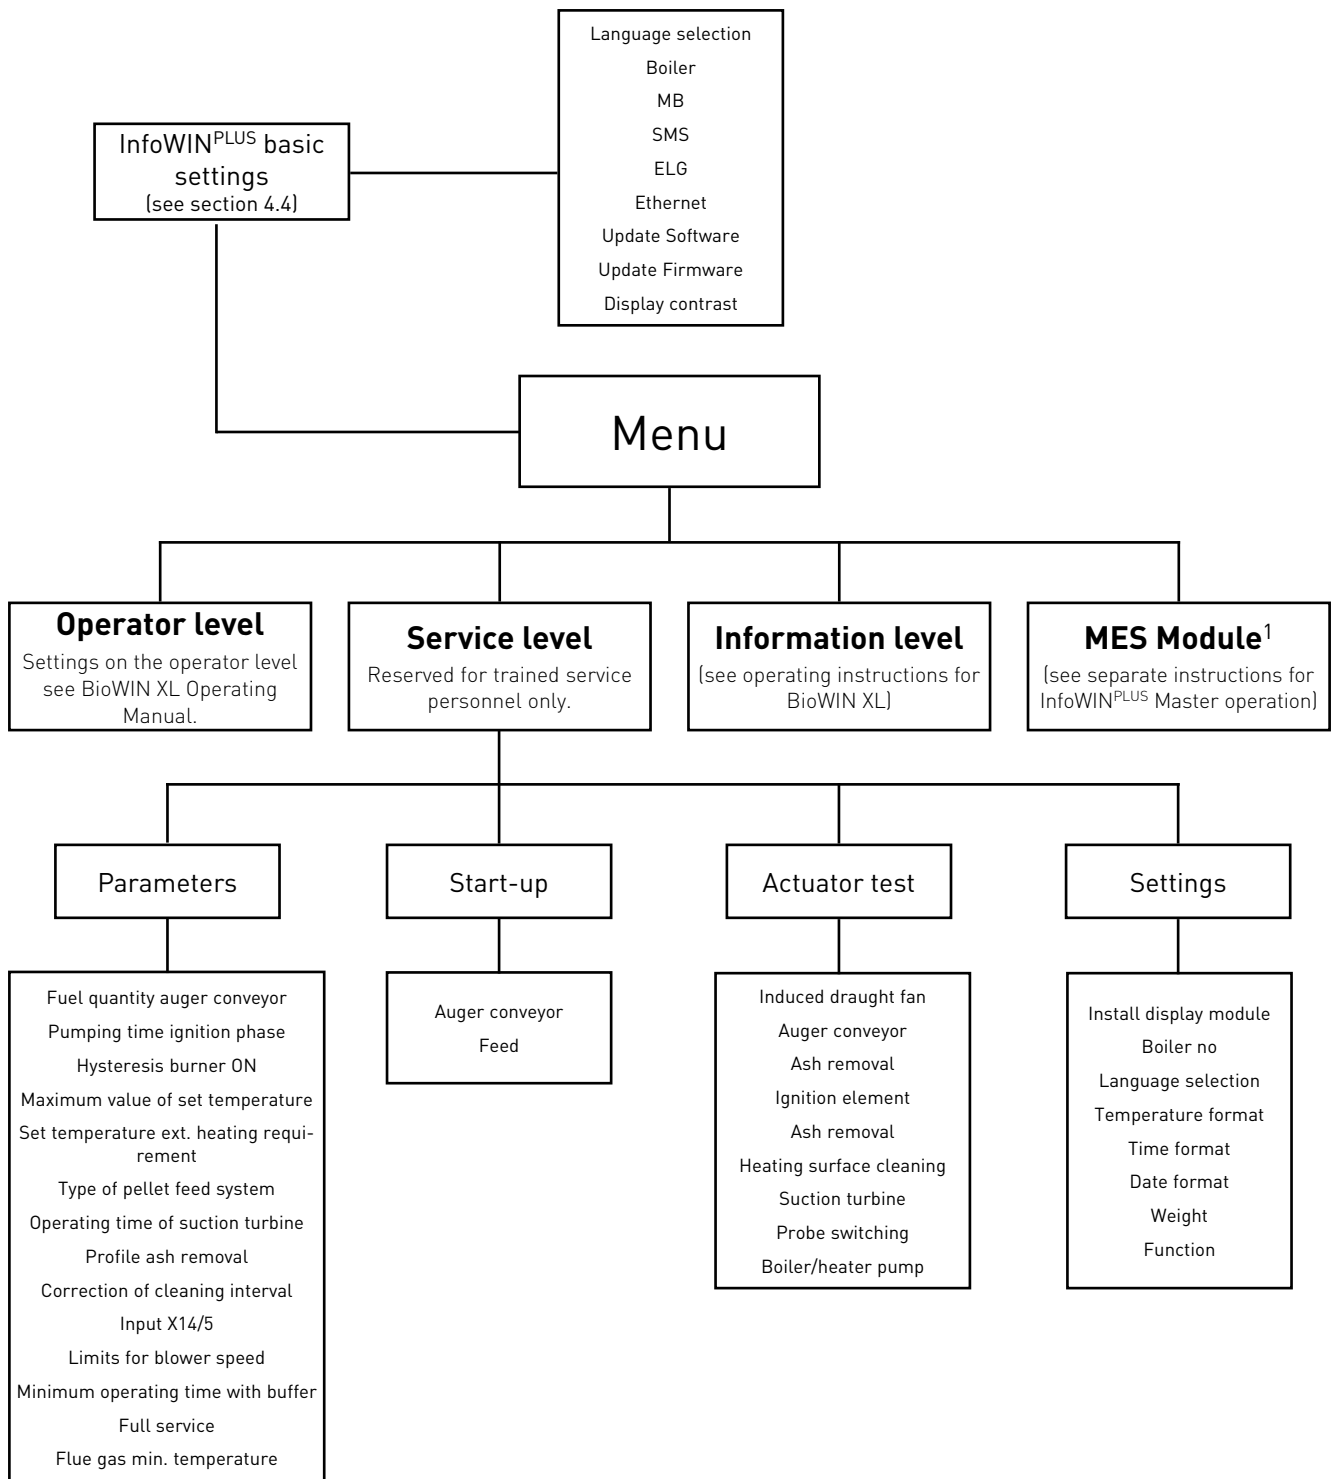 Language selection
Boiler
MB
SMS
ELG
Ethernet
Update Software
Update Firmware
Display contrast
InfoWINPLUS basic
settings
(see section 4.4)
Menu
Operator level
Settings on the operator level
see BioWIN XL Operating
Manual.
Service level
Reserved for trained service
personnel only.
Information level
(see operating instructions for
BioWIN XL)
MES Module1
(see separate instructions for
InfoWINPLUS Master operation)
Parameters
Start-up
Actuator test
Settings
Fuel quantity auger conveyor
Pumping time ignition phase
Hysteresis burner ON
Maximum value of set temperature
Set temperature ext. heating requi-
rement
Type of pellet feed system
Operating time of suction turbine
Profile ash removal
Correction of cleaning interval
Input X14/5
Limits for blower speed
Minimum operating time with buffer
Full service
Flue gas min. temperature
Auger conveyor
Feed
Induced draught fan
Auger conveyor
Ash removal
Ignition element
Ash removal
Heating surface cleaning
Suction turbine
Probe switching
Boiler/heater pump
Install display module
Boiler no
Language selection
Temperature format
Time format
Date format
Weight
Function